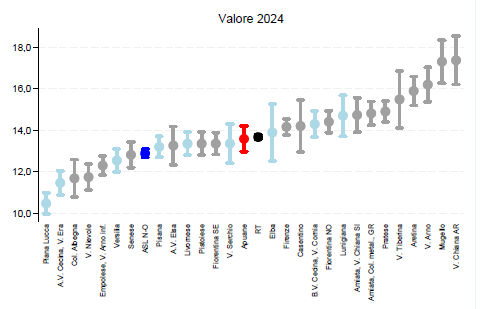 Valore 2024
18,0
16,0
14,0
12,0
10,0
Piana Lucca
A.V. Cecina, V. Era
Col. Albegna
V. Nievole
Empolese, V. Arno inf.
Versilia
Senese
ASL N-O
Pisana
A.V. Elsa
Livornese
Pistoiese
Fiorentina SE
V. Serchio
Apuane
RT
Elba
Firenze
Casentino
B.V. Cecina, V. Cornia
Fiorentina NO
Lunigiana
Amiata, V. Chiana SI
Amiata, Col. metal., GR
Pratese
V. Tiberina
Aretina
V. Arno
Mugello
V. Chiana AR